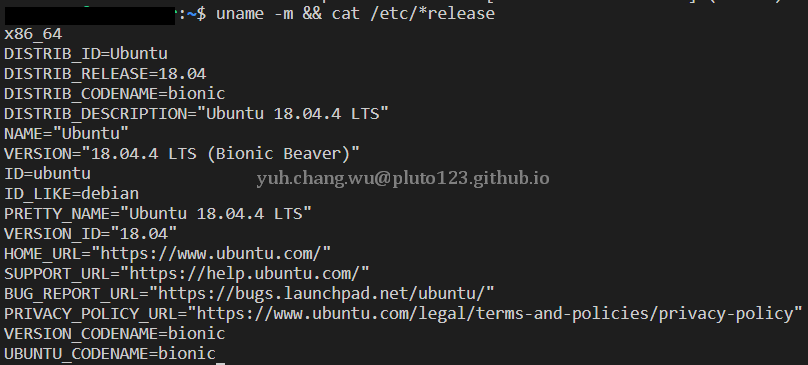 :~$ uname -m && cat /etc/*release
x86_64
DISTRIB_ID=Ubuntu
DISTRIB_RELEASE=18.04
DISTRIB_CODENAME=bionic
DISTRIB_DESCRIPTION="Ubuntu 18.04.4 LTS"
NAME="Ubuntu"
VERSION="18.04.4 LTS (Bionic Beaver)"
ID=ubuntu
yuh.chang.wu@pluto123.github.io
ID_LIKE=debian
PRETTY_NAME="Ubuntu 18.04.4 LTS"
VERSION_ID="18.04"
HOME_URL="https://www.ubuntu.com/"
SUPPORT_URL="https://help.ubuntu.com/"
BUG_REPORT_URL="https://bugs.launchpad.net/ubuntu/"
PRIVACY_POLICY_URL="https://www.ubuntu.com/legal/terms-and-policies/privacy-policy"
VERSION_CODENAME=bionic
UBUNTU_CODENAME=bionic